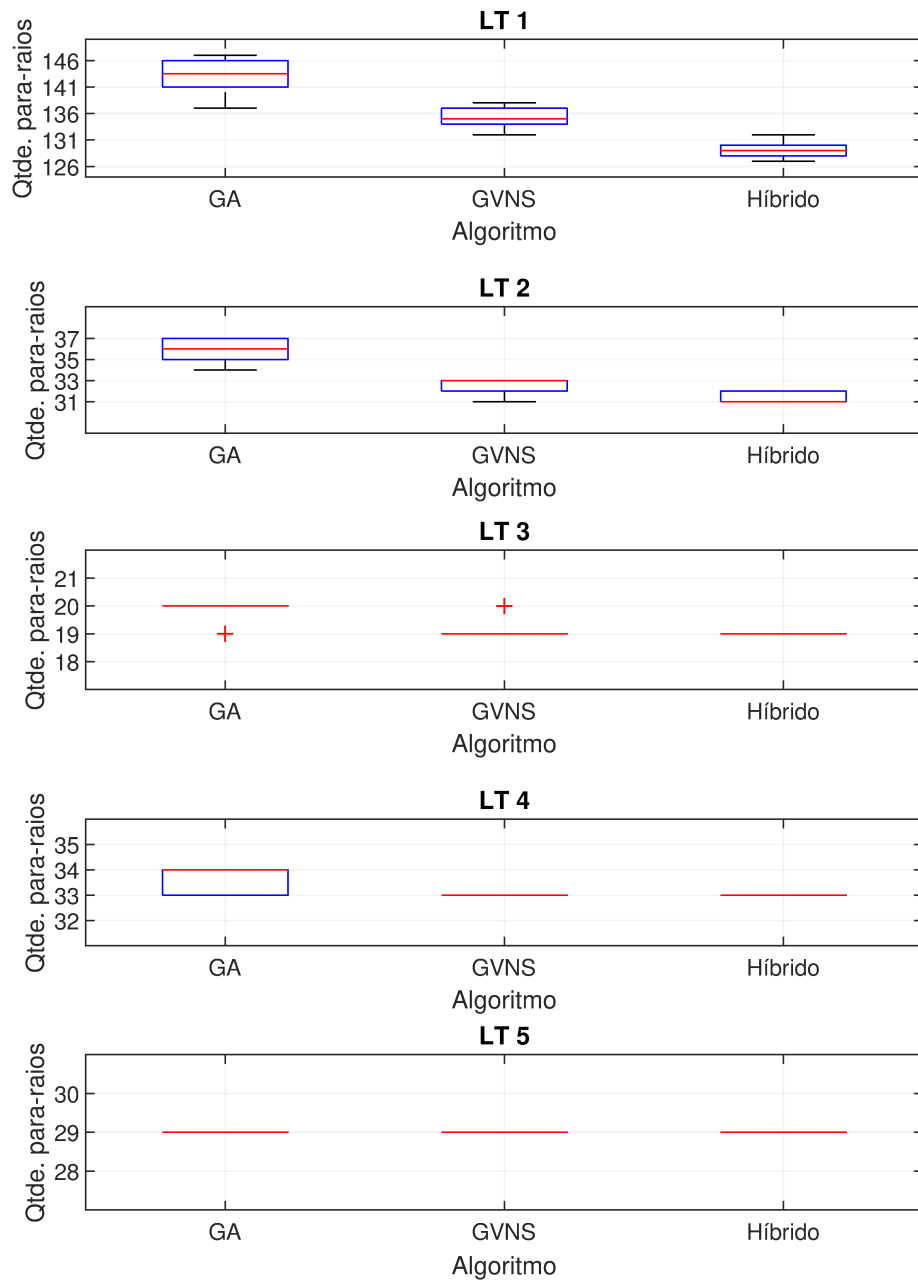 LT 1
Qtde. para-raios
146
141
136
131
126
GA GVNS Híbrido
Algoritmo
LT 2
Qtde. para-raios
37
35
33
31
GA GVNS Híbrido
Algoritmo
LT 3
Qtde. para-raios
21
20
19
18
GA GVNS Híbrido
Algoritmo
LT 4
Qtde. para-raios
35
34
33
32
GA GVNS Híbrido
Algoritmo
LT 5
Qtde. para-raios
30
29
28
GA GVNS Híbrido
Algoritmo